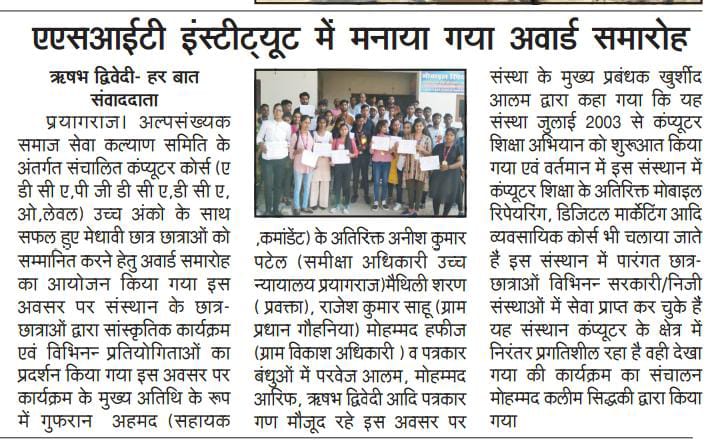 एएसआईटी इंस्टीट्यूट में मनाया गया अवार्ड समारोह
ऋषभ द्विवेदी- हर बात
संवाददाता
प्रयागराज। अल्पसंख्यक
समाज सेवा कल्याण समिति के
अंतर्गत संचालित कंप्यूटर कोर्स (ए
डी सी ए,पी जी डी सी ए,डी सी ए,
ओ,लेवल) उच्च अंको के साथ
सफल हुए मेधावी छात्र छात्राओं को
सम्मानित करने हेतु अवार्ड समारोह
का आयोजन किया गया इस
अवसर पर संस्थान के छात्र-
छात्राओं द्वारा सांस्कृतिक कार्यक्रम
एवं विभिन्न प्रतियोगिताओं का
प्रदर्शन किया गया इस अवसर पर
कार्यक्रम के मुख्य अतिथि के रूप
में गुफरान अहमद (सहायक
मोबाइल रिपेयरिंग
,कमांडेंट) के अतिरिक्त अनीश कुमार
पटेल (समीक्षा अधिकारी उच्च
न्यायालय प्रयागराज)मैथिली शरण
( प्रवक्ता), राजेश कुमार साहू (ग्राम
प्रधान गौहनिया) मोहम्मद हफीज
(ग्राम विकाश अधिकारी ) व पत्रकार
बंधुओं में परवेज आलम, मोहम्मद
आरिफ, ऋषभ द्विवेदी आदि पत्रकार
गण मौजूद रहे इस अवसर पर
संस्था के मुख्य प्रबंधक खुर्शीद
आलम द्वारा कहा गया कि यह
संस्था जुलाई 2003 से कंप्यूटर
शिक्षा अभियान को शुरूआत किया
गया एवं वर्तमान में इस संस्थान में
कंप्यूटर शिक्षा के अतिरिक्त मोबाइल
रिपेयरिंग, डिजिटल मार्केटिंग आदि
व्यवसायिक कोर्स भी चलाया जाते
है इस संस्थान में पारंगत छात्र-
छात्राओं विभिन्न सरकारी/निजी
संस्थाओं में सेवा प्राप्त कर चुके है
यह संस्थान कंप्यूटर के क्षेत्र में
निरंतर प्रगतिशील रहा है वही देखा
गया की कार्यक्रम का संचालन
मोहम्मद कलीम सिद्धकी द्वारा किया
गया